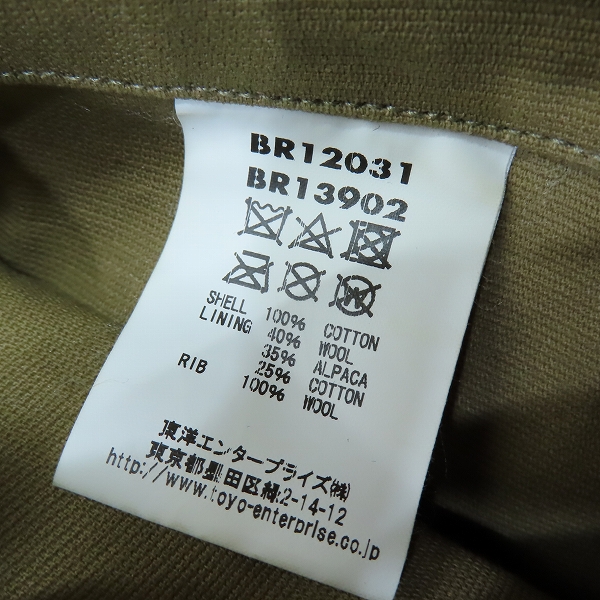 BR12031
BR13902
SHELL 100% COTTON
LINING 40% WOOL
35% ALPACA
25% COTTON
RIB 100% WOOL
東洋エンタープライズ㈱
東京都墨田区緑2-14-12
http://www.toyo-enterprise.co.jp